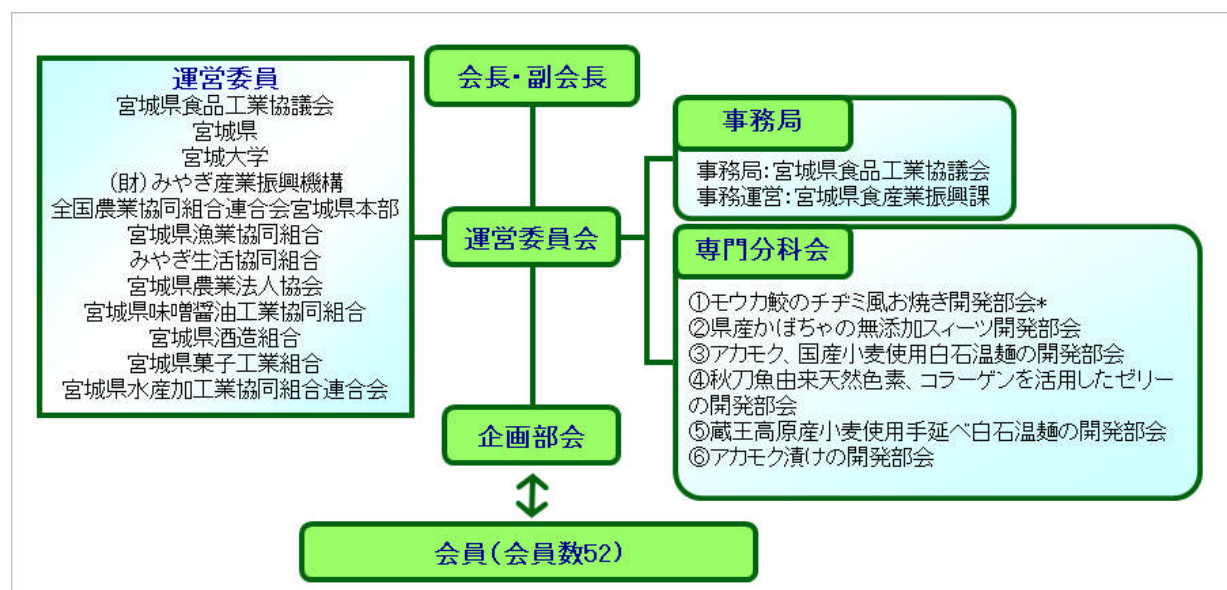 運営委員
宮城県食品工業協議会
宮城県
宮城大学
(財)みやぎ産業振興機構
全国農業協同組合連合会宮城県本部
宮城県漁業協同組合
みやぎ生活協同組合
宮城県農業法人協会
宮城県味噌醤油工業協同組合
宮城県酒造組合
宮城県菓子工業組合
宮城県水産加工業協同組合連合会
会長・副会長
運営委員会
企画部会
事務局
事務局:宮城県食品工業協議会
事務運営:宮城県食産業振興課
専門分科会
①モウカ鮫のチヂミ風お焼き開発部会*
②県産かぼちゃの無添加スィーツ開発部会
③アカモク、国産小麦使用白石温麺の開発部会
④秋刀魚由来天然色素、コラーゲンを活用したゼリー
の開発部会
⑤蔵王高原産小麦使用手延べ白石温麺の開発部会
⑥アカモク漬けの開発部会
会員(会員数52)